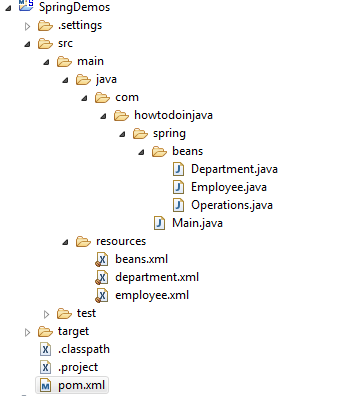 SpringDemos
.settings
src
main
java
com
howtodoinjava
spring
beans
Department.java
Employee.java
Operations.java
Main.java
resources
beans.xml
department.xml
employee.xml
test
target
.classpath
.project
pom.xml